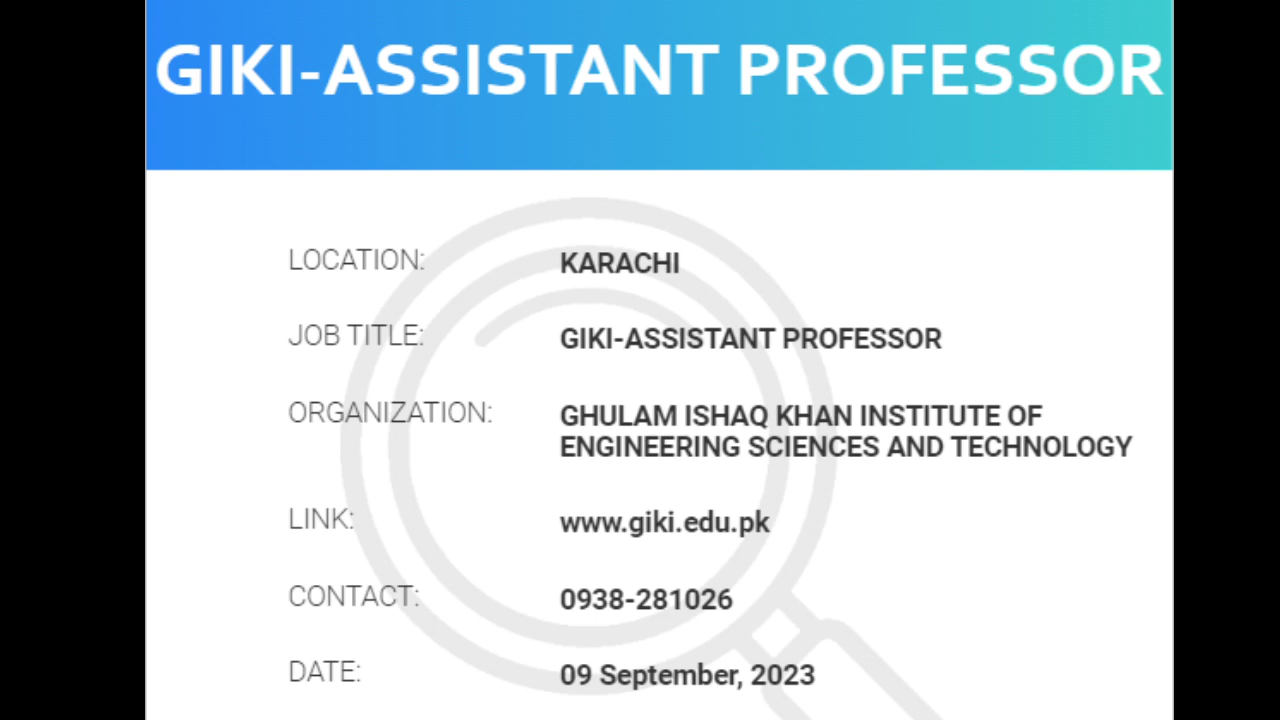 GIKI-ASSISTANT PROFESSOR
LOCATION: KARACHI
JOB TITLE: GIKI-ASSISTANT PROFESSOR
ORGANIZATION: GHULAM ISHAQ KHAN INSTITUTE OF
ENGINEERING SCIENCES AND TECHNOLOGY
LINK: www.giki.edu.pk
CONTACT: 0938-281026
DATE: 09 September, 2023